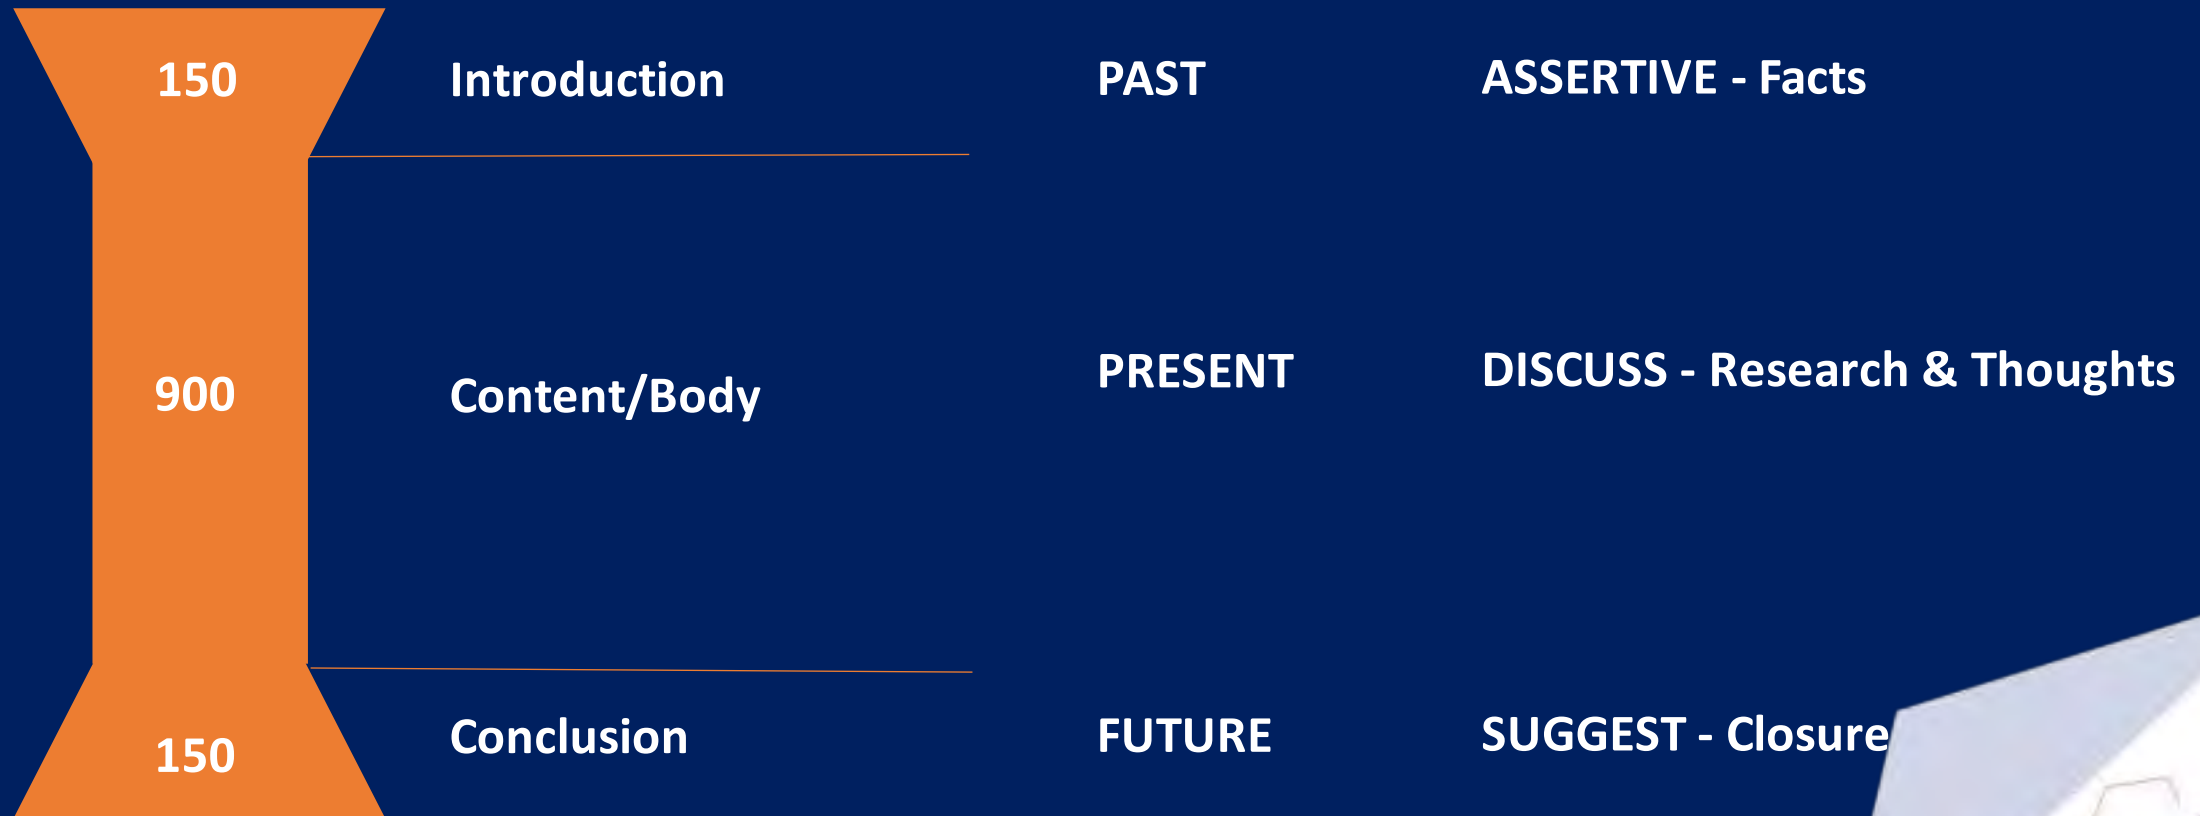 150 Introduction PAST ASSERTIVE - Facts
900 Content/Body PRESENT DISCUSS - Research & Thoughts
150 Conclusion FUTURE SUGGEST - Closure